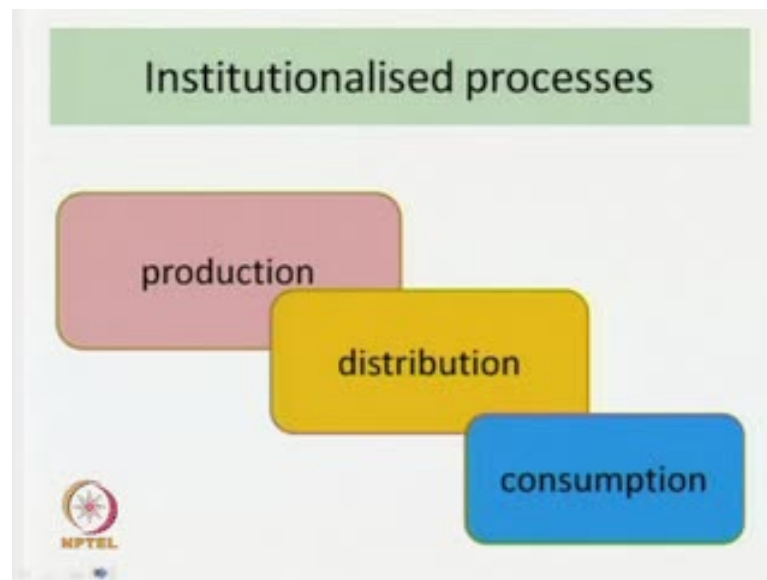 Institutionalised processes
production
distribution
consumption
NPTEL